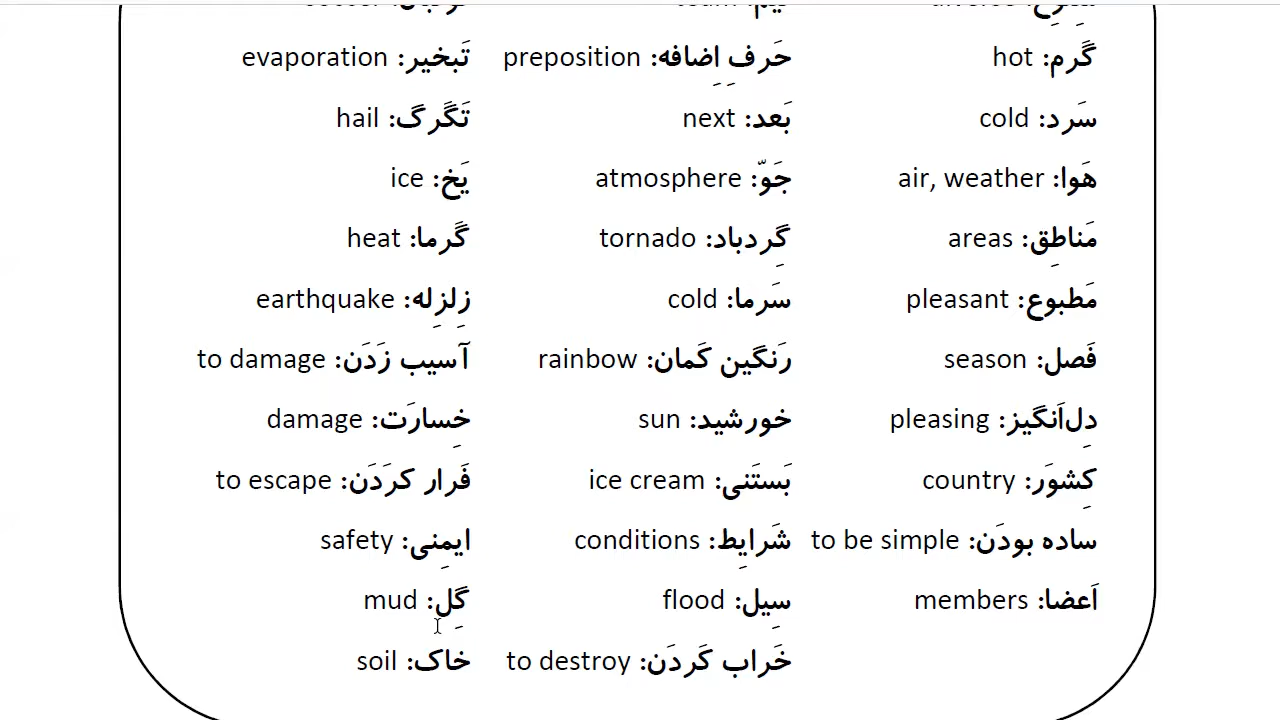 گَرم: hot حَرفِ اِضافه: preposition تَبخیر: evaporation
سَرد: cold بَعد: next تَگَرگ: hail
هَوا: air, weather جَوّ: atmosphere یَخ: ice
مَناطِق: areas گِردباد: tornado گَرما: heat
مَطبوع: pleasant سَرما: cold زِلزِله: earthquake
فَصل: season رَنگین کَمان: rainbow آسیب زَدَن: to damage
دِل‌اَنگیز: pleasing خورشید: sun خِسارَت: damage
کِشوَر: country بَستَنی: ice cream فَرار کَردَن: to escape
ساده بودَن: to be simple شَرایِط: conditions ایمِنی: safety
اَعضا: members سِیل: flood گِل: mud
خَراب کَردَن: to destroy خاک: soil